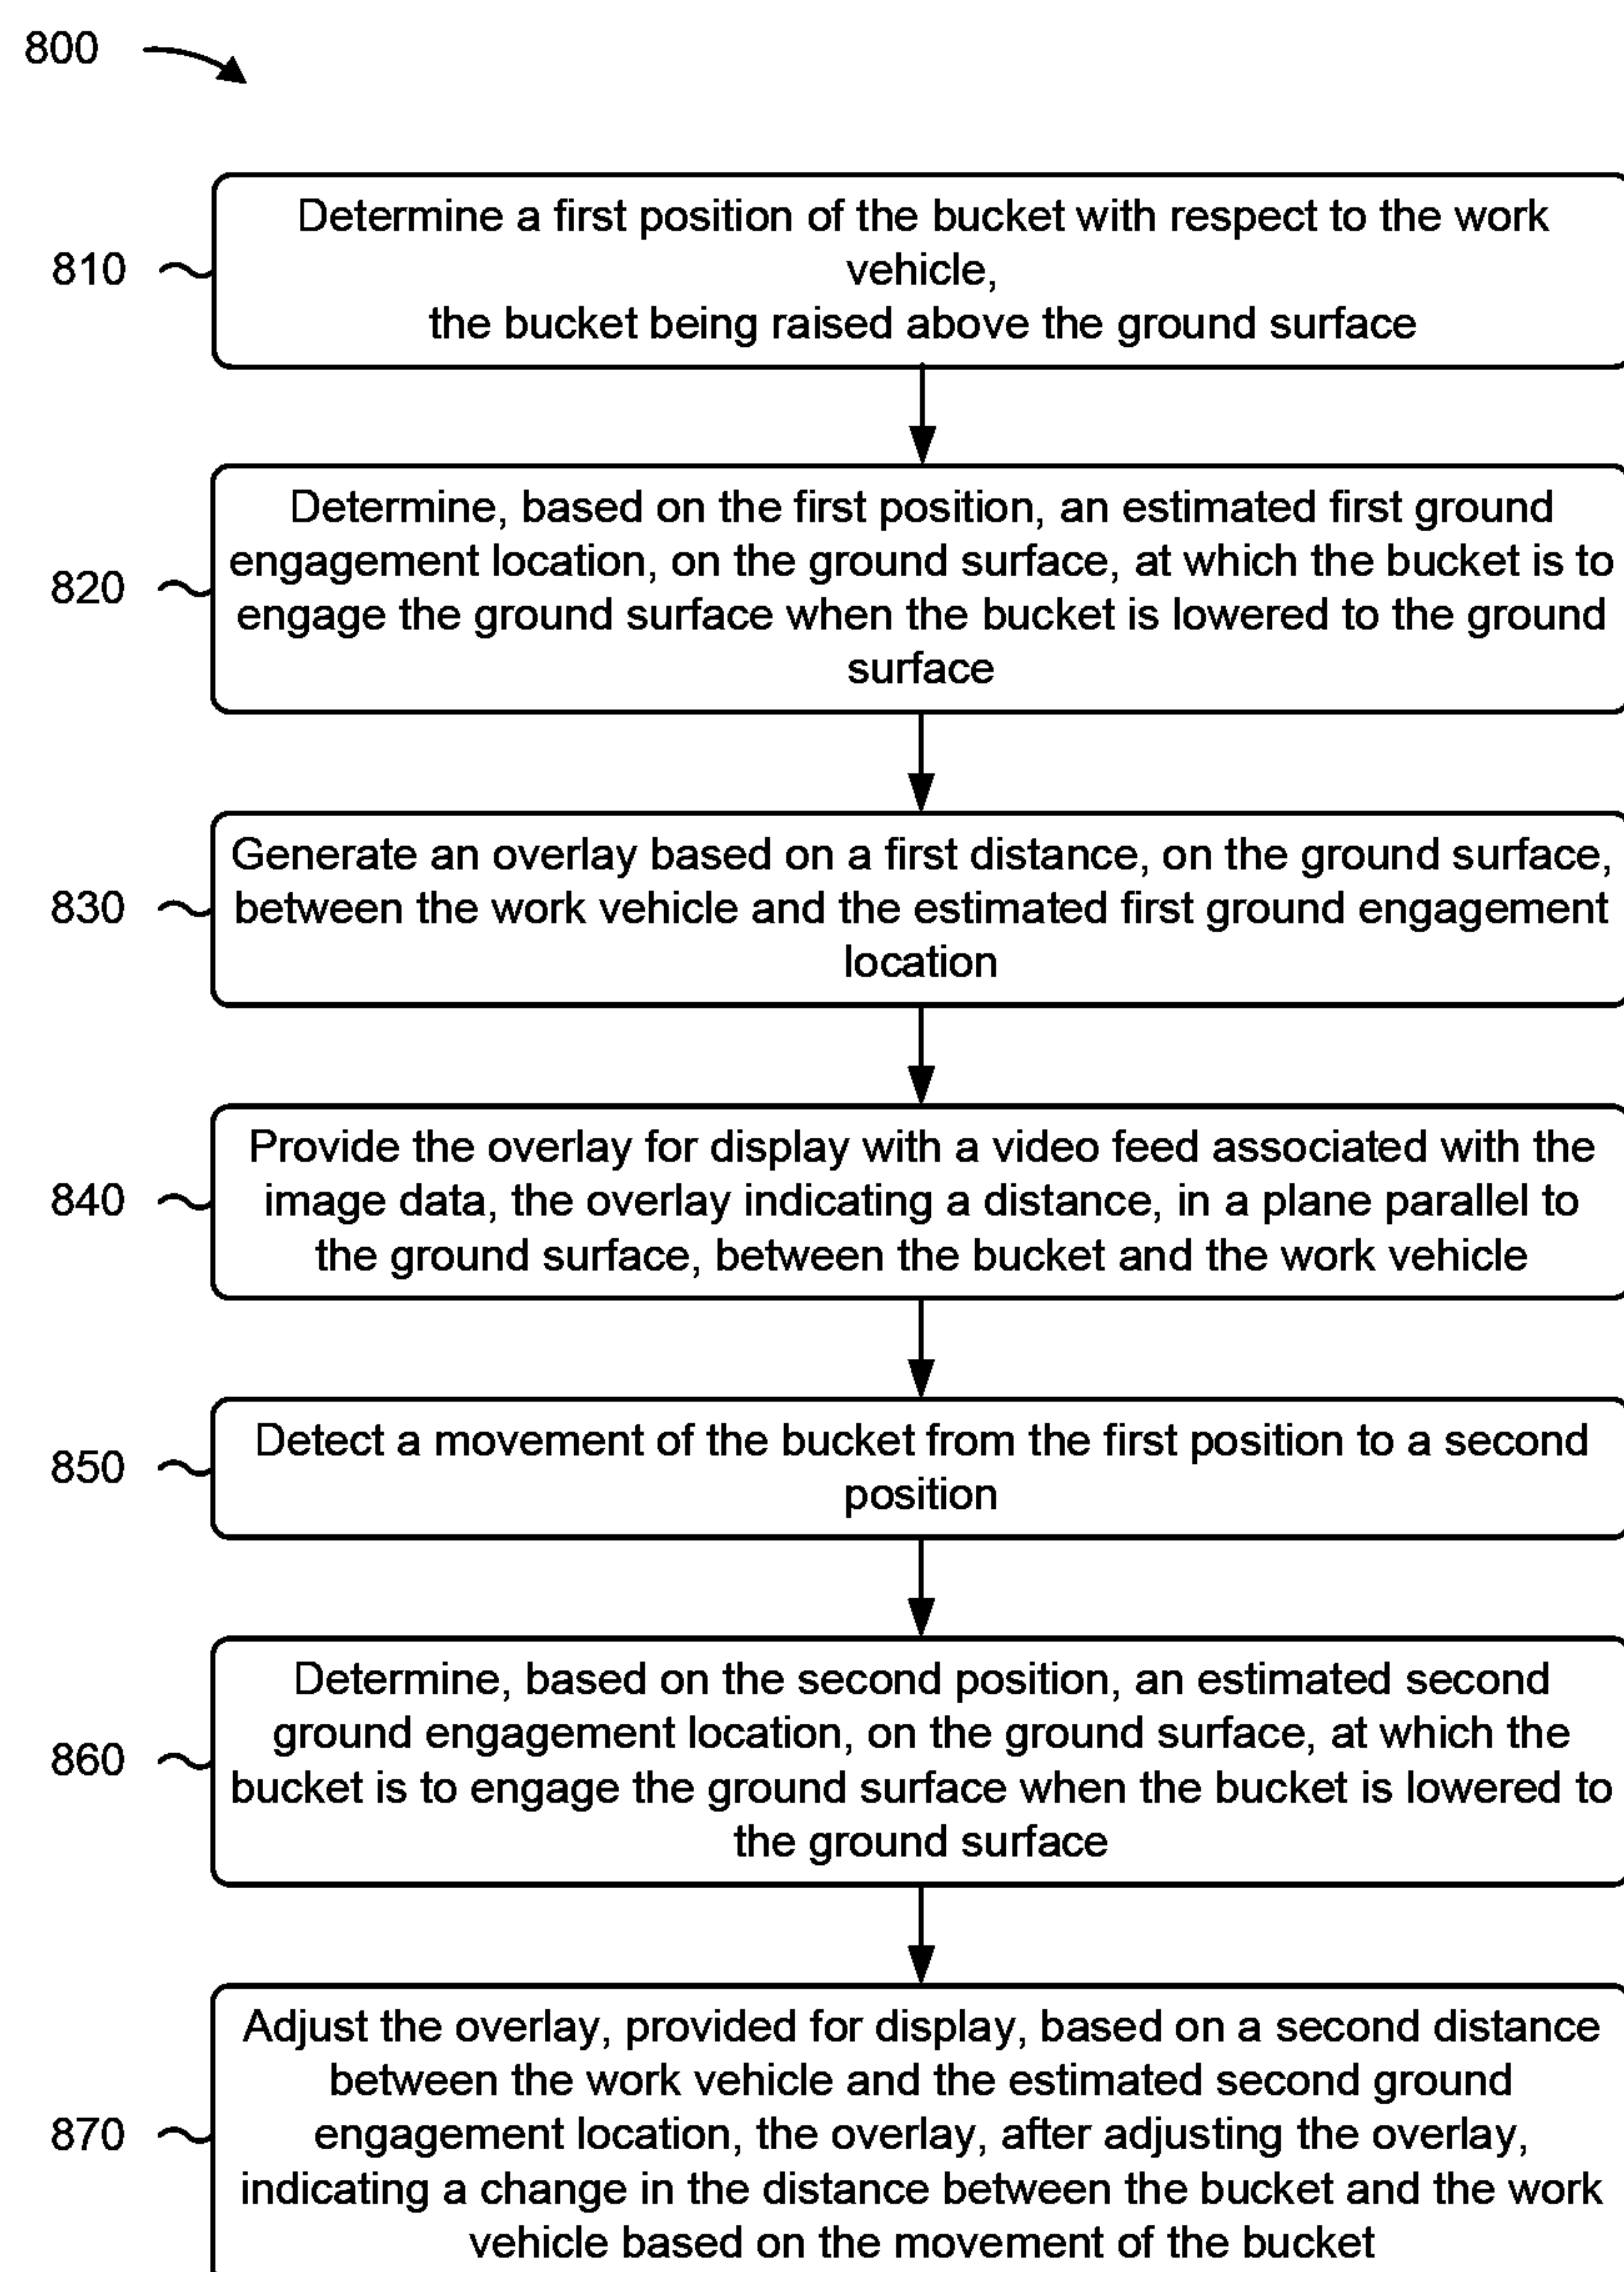 800
810
Determine a first position of the bucket with respect to the work
vehicle,
the bucket being raised above the ground surface
820
Determine, based on the first position, an estimated first ground
engagement location, on the ground surface, at which the bucket is to
engage the ground surface when the bucket is lowered to the ground
surface
830
Generate an overlay based on a first distance, on the ground surface,
between the work vehicle and the estimated first ground engagement
location
840
Provide the overlay for display with a video feed associated with the
image data, the overlay indicating a distance, in a plane parallel to
the ground surface, between the bucket and the work vehicle
850
Detect a movement of the bucket from the first position to a second
position
860
Determine, based on the second position, an estimated second
ground engagement location, on the ground surface, at which the
bucket is to engage the ground surface when the bucket is lowered to
the ground surface
870
Adjust the overlay, provided for display, based on a second distance
between the work vehicle and the estimated second ground
engagement location, the overlay, after adjusting the overlay,
indicating a change in the distance between the bucket and the work
vehicle based on the movement of the bucket